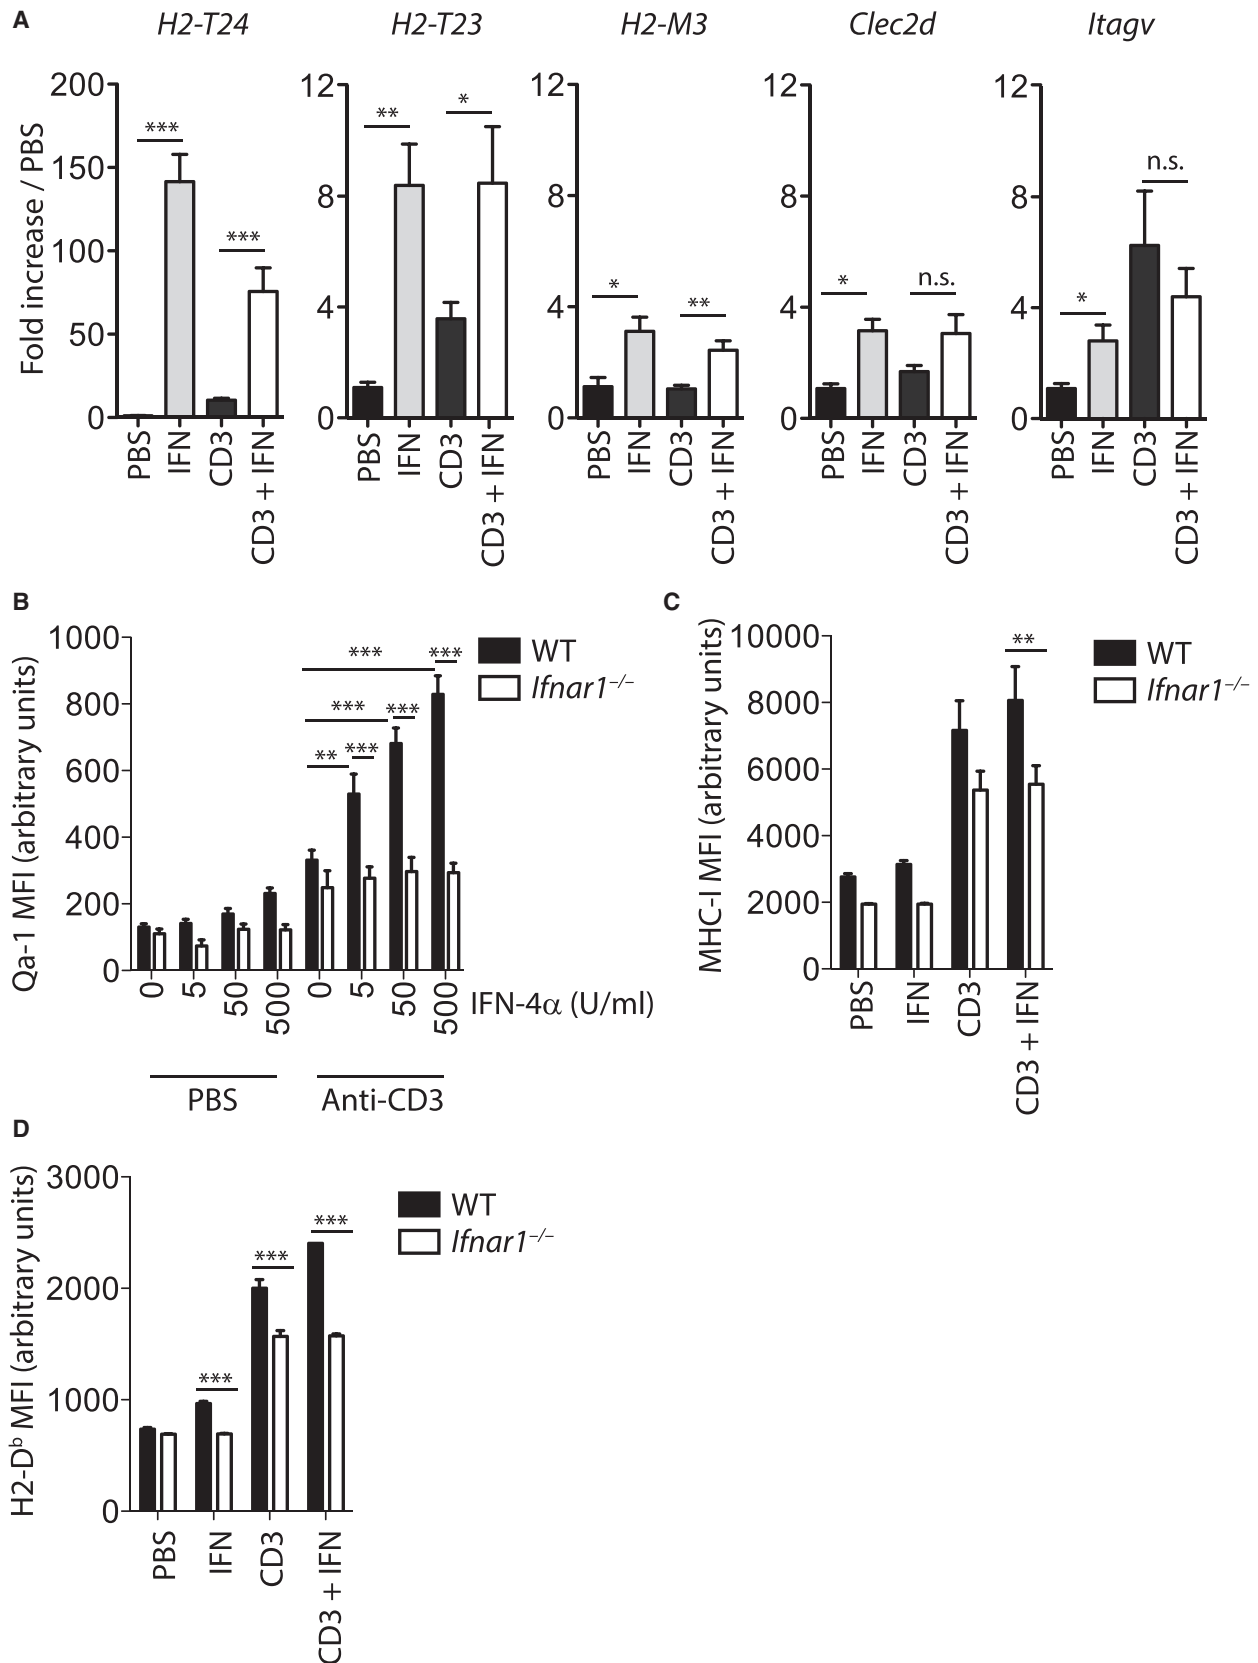 A
H2-T24 H2-T23 H2-M3 Clec2d Itagv
Fold increase / PBS
200
150
100
50
0
***
***
PBS IFN CD3 CD3 + IFN
12
8
4
0
**
*
PBS IFN CD3 CD3 + IFN
12
8
4
0
*
**
PBS IFN CD3 CD3 + IFN
12
8
4
0
*
n.s.
PBS IFN CD3 CD3 + IFN
12
8
4
0
*
n.s.
PBS IFN CD3 CD3 + IFN
B
Qa-1 MFI (arbitrary units)
1000
800
600
400
200
0
*** ***
*** ***
** ***
WT
Ifnar1−/−
0 5 50 500 0 5 50 500 IFN-4α (U/ml)
PBS Anti-CD3
C
MHC-I MFI (arbitrary units)
10000
8000
6000
4000
2000
0
**
WT
Ifnar1−/−
PBS IFN CD3 CD3 + IFN
D
H2-Db MFI (arbitrary units)
3000
2000
1000
0
***
***
***
WT
Ifnar1−/−
PBS IFN CD3 CD3 + IFN